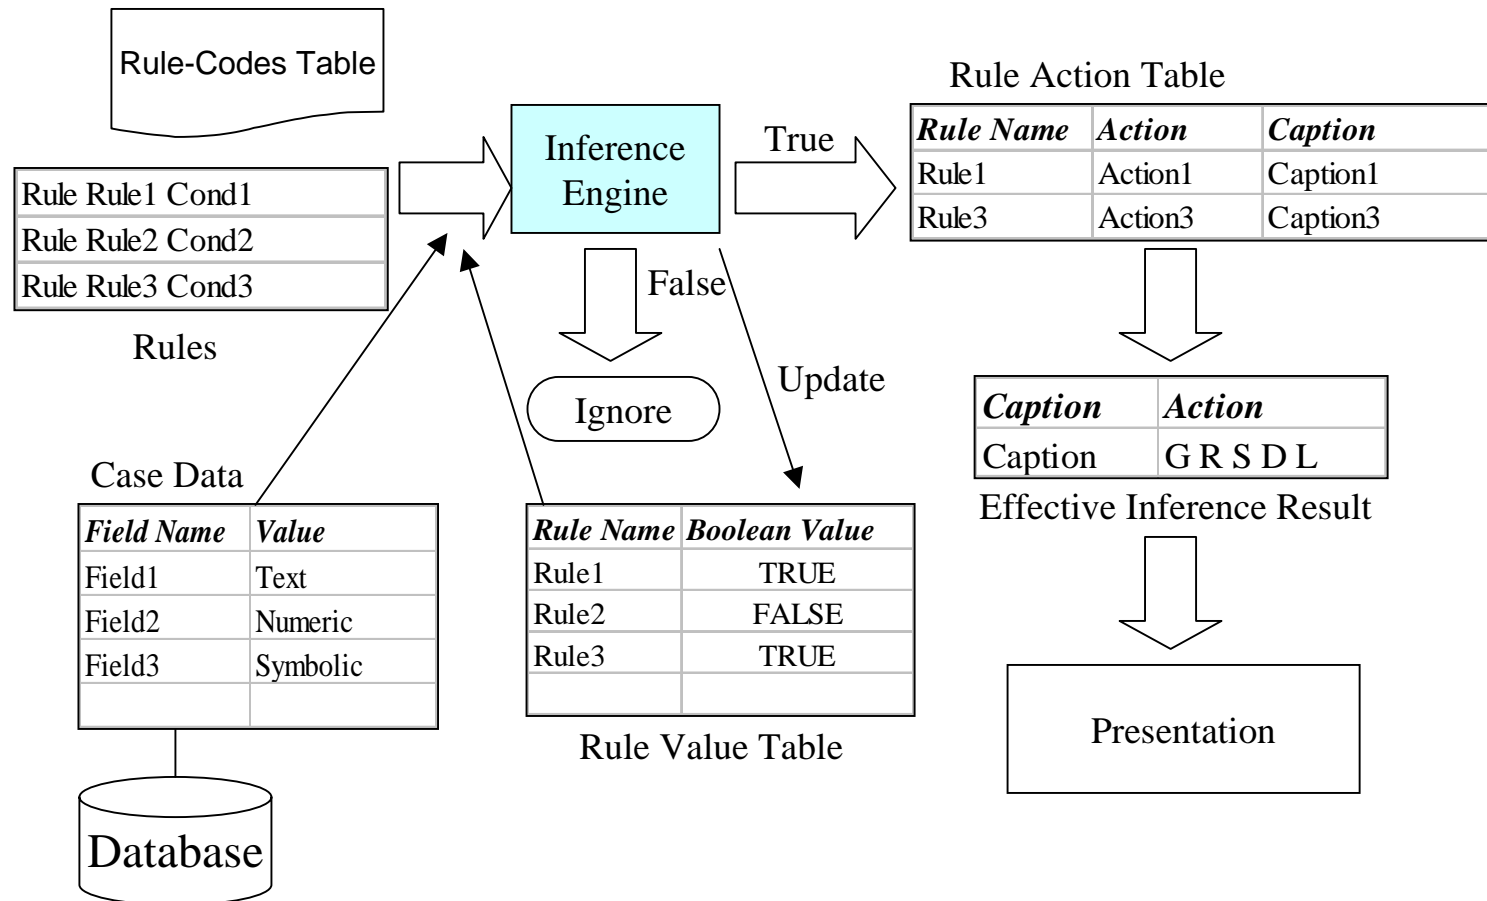 Rule-Codes Table
Rule Rule1 Cond1
Rule Rule2 Cond2
Rule Rule3 Cond3
Rules
Inference
Engine
True
False
Ignore
Update
Rule Action Table
Rule Name Action Caption
Rule1 Action1 Caption1
Rule3 Action3 Caption3
Caption Action
Caption G R S D L
Effective Inference Result
Presentation
Case Data
Field Name Value
Field1 Text
Field2 Numeric
Field3 Symbolic
Database
Rule Name Boolean Value
Rule1 TRUE
Rule2 FALSE
Rule3 TRUE
Rule Value Table